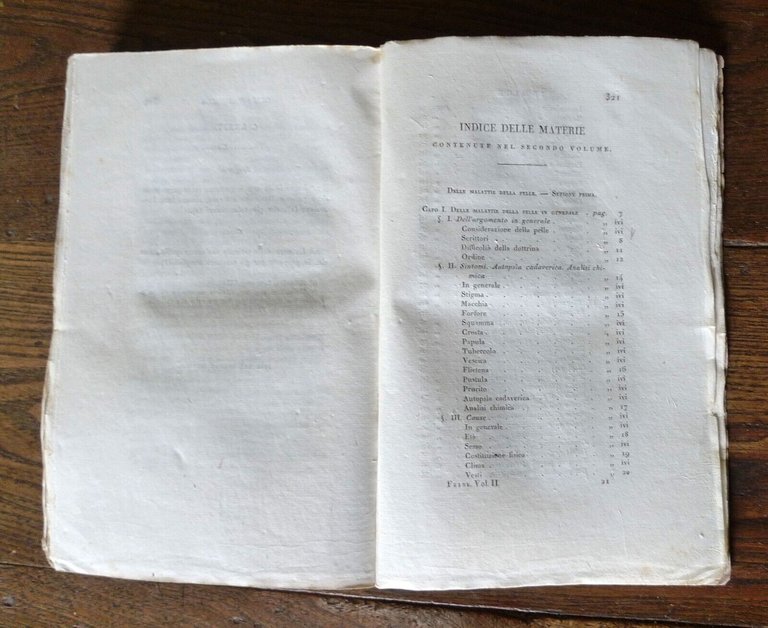 321
INDICE DELLE MATERIE
CONTENUTE NEL SECONDO VOLUME.
DELLE MALATTIE DELLA PELLE. — SEZIONE PRIMA.
CAPO I. DELLE MALATTIE DELLA PELLE IN GENERALE . pag. 7
§. I. Dell'argomento in generale . . . . „ ivi
Considerazione della pelle . . . . „ ivi
Scrittori . . . . „ 8
Difficoltà della dottrina . . . . „ 11
Ordine . . . . „ 12
§. II. Sintomi. Autopsia cadaverica. Analisi chi-
mica . . . . „ 14
In generale . . . . „ ivi
Stigma . . . . „ ivi
Macchia . . . . „ ivi
Forfore . . . . „ 15
Squamma . . . . „ ivi
Crosta . . . . „ ivi
Papula . . . . „ ivi
Tubercolo . . . . „ ivi
Vescica . . . . „ ivi
Flictena . . . . „ 16
Pustula . . . . „ ivi
Prurito . . . . „ ivi
Autopsia cadaverica . . . . „ ivi
Analisi chimica . . . . „ 17
§. III. Cause . . . . „ ivi
In generale . . . . „ ivi
Età . . . . „ 18
Sesso . . . . „ ivi
Costituzione fisica . . . . „ 19
Clima . . . . „ ivi
Vesti . . . . „ 20
FRANK. Vol. II. 21